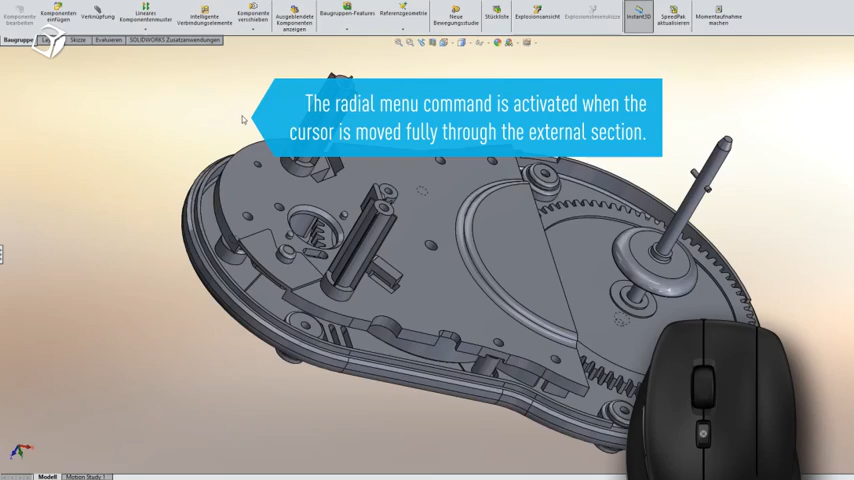 Komponente
bearbeiten
Komponenten
einfügen
Verknüpfung
Lineares
Komponentenmuster
Intelligente
Verbindungselemente
Komponente
verschieben
Ausgeblendete
Komponenten
anzeigen
Baugruppen-Features
Referenzgeometrie
Neue
Bewegungsstudie
Stückliste
Explosionsansicht
Instant3D
SpeedPak
aktualisieren
Momentaufnahme
machen
Baugruppe
Skizze
Evaluieren
SOLIDWORKS Zusatzanwendungen
The radial menu command is activated when the
cursor is moved fully through the external section.
Modell
Motion Study 1